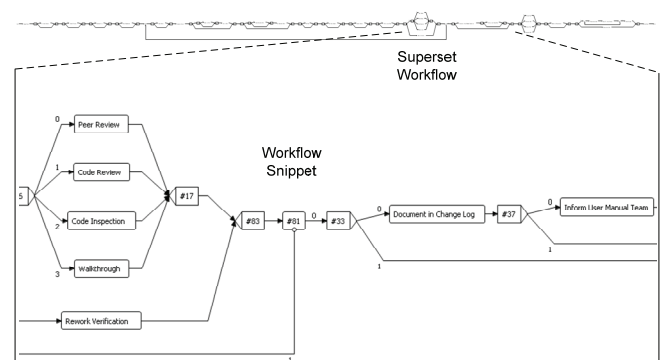 Superset
Workflow
Workflow
Snippet
0
Peer Review
1
Code Review
5
#17
2
Code Inspection
3
Walkthrough
Rework Verification
#83
#81
0
#33
0
Document in Change Log
#37
0
Inform User Manual Team
1
1
1